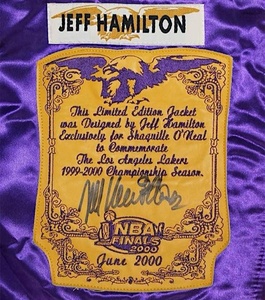 JEFF HAMILTON
This Limited Edition Jacket
was Designed by Jeff Hamilton
Exclusively for Shaquille O'Neal
to Commemorate
The Los Angeles Lakers
1999-2000 Championship Season.
NBA
FINALS
2000
June 2000